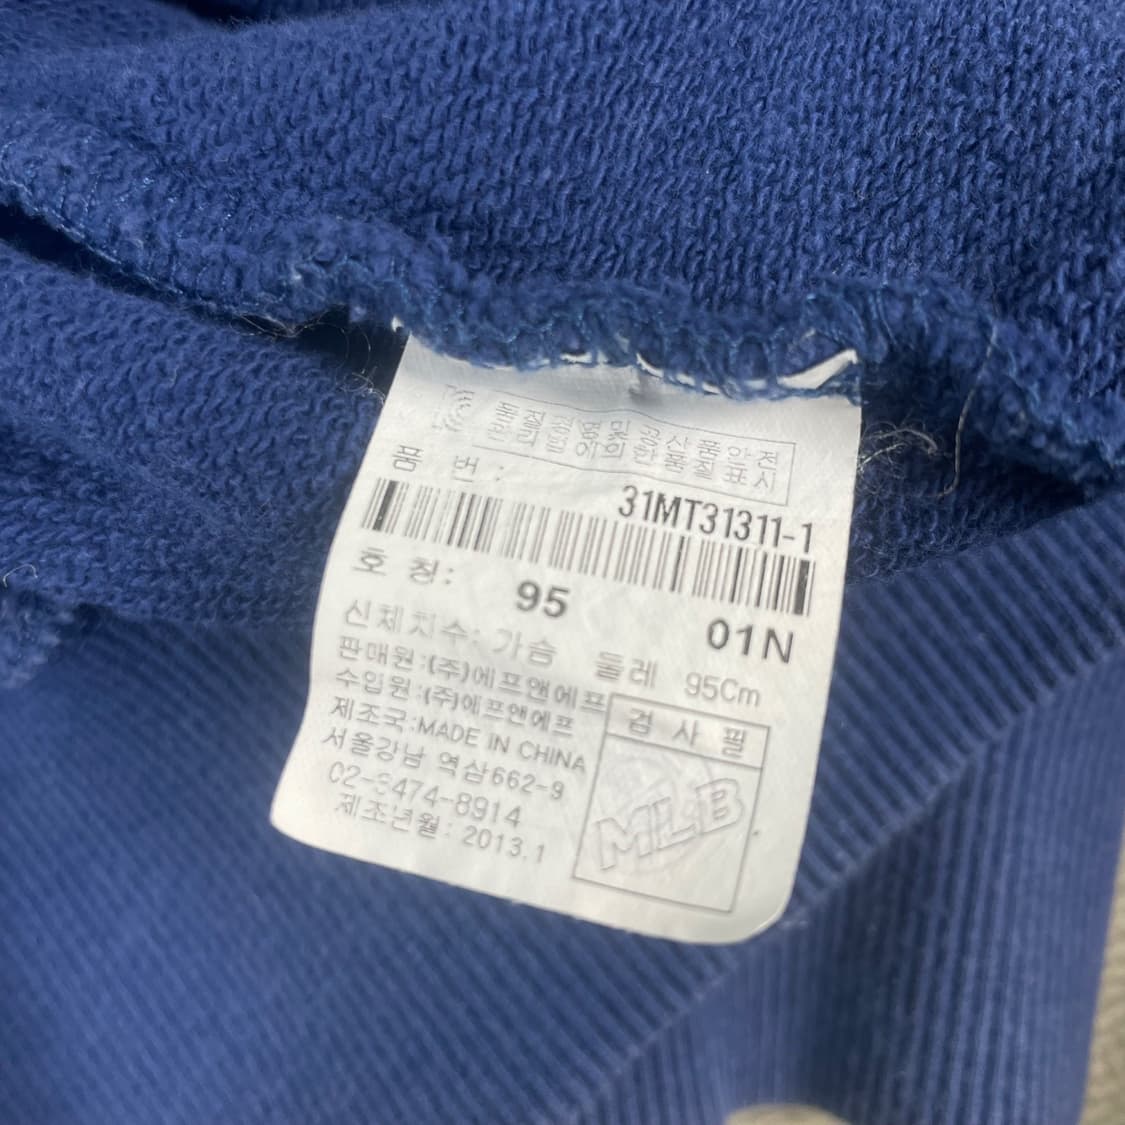 품질경영및공산품안전
관리법에의한품질표시
품 번 :
31MT31311-1
호 칭: 95 01N
신체치수: 가슴 둘레 95Cm
판매원:(주)에프앤에프
수입원:(주)에프앤에프
제조국:MADE IN CHINA
서울강남 역삼662-9
02-3474-8914
제조년월: 2013.1
검 사 필
MLB